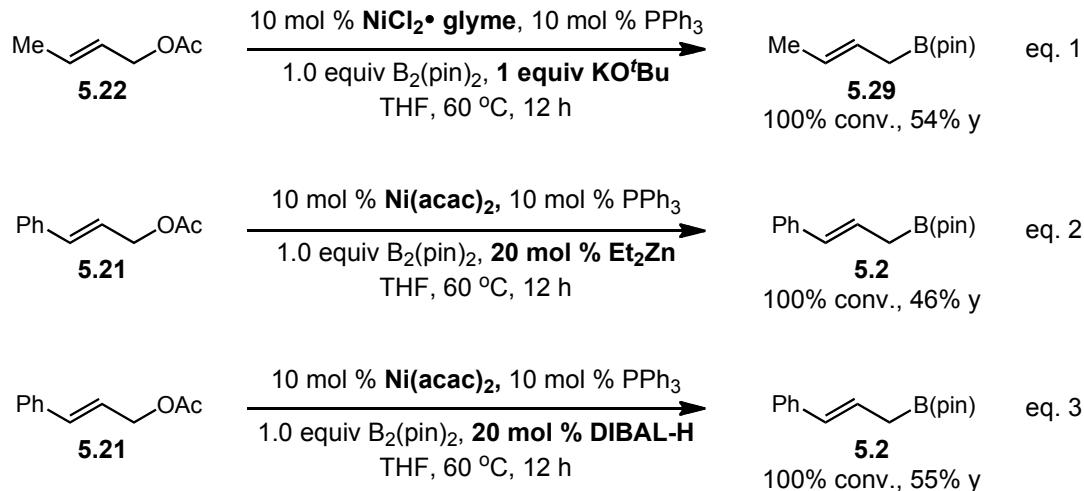 10 mol % NiCl₂• glyme, 10 mol % PPh₃
Me OAc Me B(pin) eq. 1
1.0 equiv B₂(pin)₂, 1 equiv KOᵗBu
5.22 5.29
THF, 60 ºC, 12 h
100% conv., 54% y
10 mol % Ni(acac)₂, 10 mol % PPh₃
Ph OAc Ph B(pin) eq. 2
1.0 equiv B₂(pin)₂, 20 mol % Et₂Zn
5.21 5.2
THF, 60 ºC, 12 h
100% conv., 46% y
10 mol % Ni(acac)₂, 10 mol % PPh₃
Ph OAc Ph B(pin) eq. 3
1.0 equiv B₂(pin)₂, 20 mol % DIBAL-H
5.21 5.2
THF, 60 ºC, 12 h
100% conv., 55% y